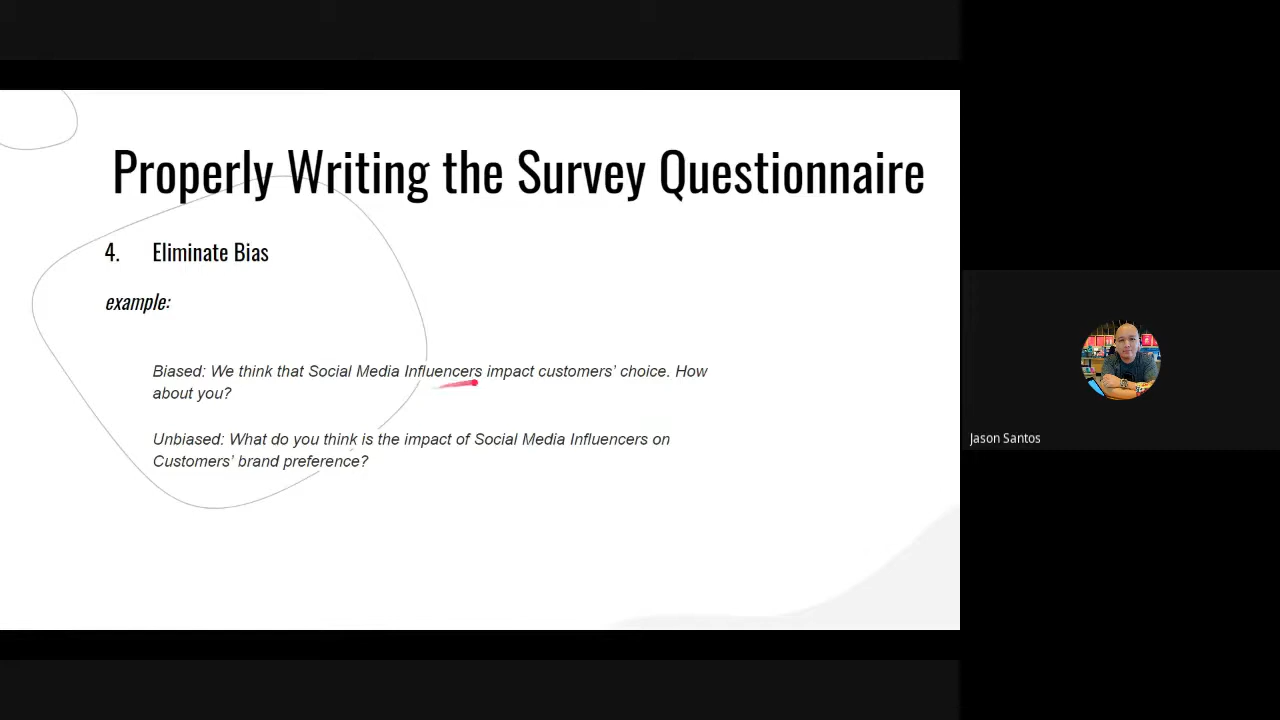 Properly Writing the Survey Questionnaire
4. Eliminate Bias
example:
Biased: We think that Social Media Influencers impact customers’ choice. How
about you?
Unbiased: What do you think is the impact of Social Media Influencers on
Customers’ brand preference?
Jason Santos